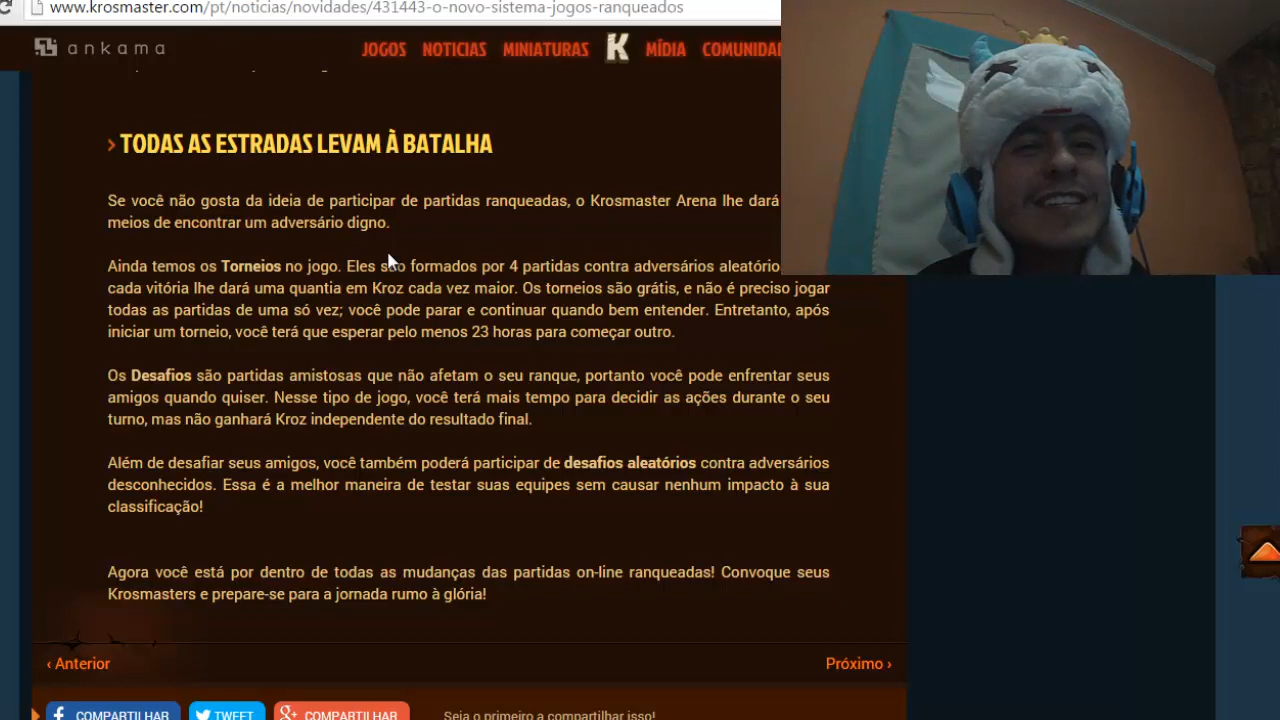 www.krosmaster.com/pt/noticias/novidades/431443-o-novo-sistema-jogos-ranqueados
ankama JOGOS NOTICIAS MINIATURAS K MÍDIA
TODAS AS ESTRADAS LEVAM À BATALHA
Se você não gosta da ideia de participar de partidas ranqueadas, o Krosmaster Arena lhe dará
meios de encontrar um adversário digno.
Ainda temos os Torneios no jogo. Eles são formados por 4 partidas contra adversários
cada vitória lhe dará uma quantia em Kroz cada vez maior. Os torneios são grátis, e não é preciso jogar
todas as partidas de uma só vez; você pode parar e continuar quando bem entender. Entretanto, após
iniciar um torneio, você terá que esperar pelo menos 23 horas para começar outro.
Os Desafios são partidas amistosas que não afetam o seu ranque, portanto você pode enfrentar seus
amigos quando quiser. Nesse tipo de jogo, você terá mais tempo para decidir as ações durante o seu
turno, mas não ganhará Kroz independente do resultado final.
Além de desafiar seus amigos, você também poderá participar de desafios aleatórios contra adversários
desconhecidos. Essa é a melhor maneira de testar suas equipes sem causar nenhum impacto à sua
classificação!
Agora você está por dentro de todas as mudanças das partidas on-line ranqueadas! Convoque seus
Krosmasters e prepare-se para a jornada rumo à glória!
‹ Anterior Próximo ›
COMPARTILHAR TWEET COMPARTILHAR Seja o primeiro a compartilhar isso!